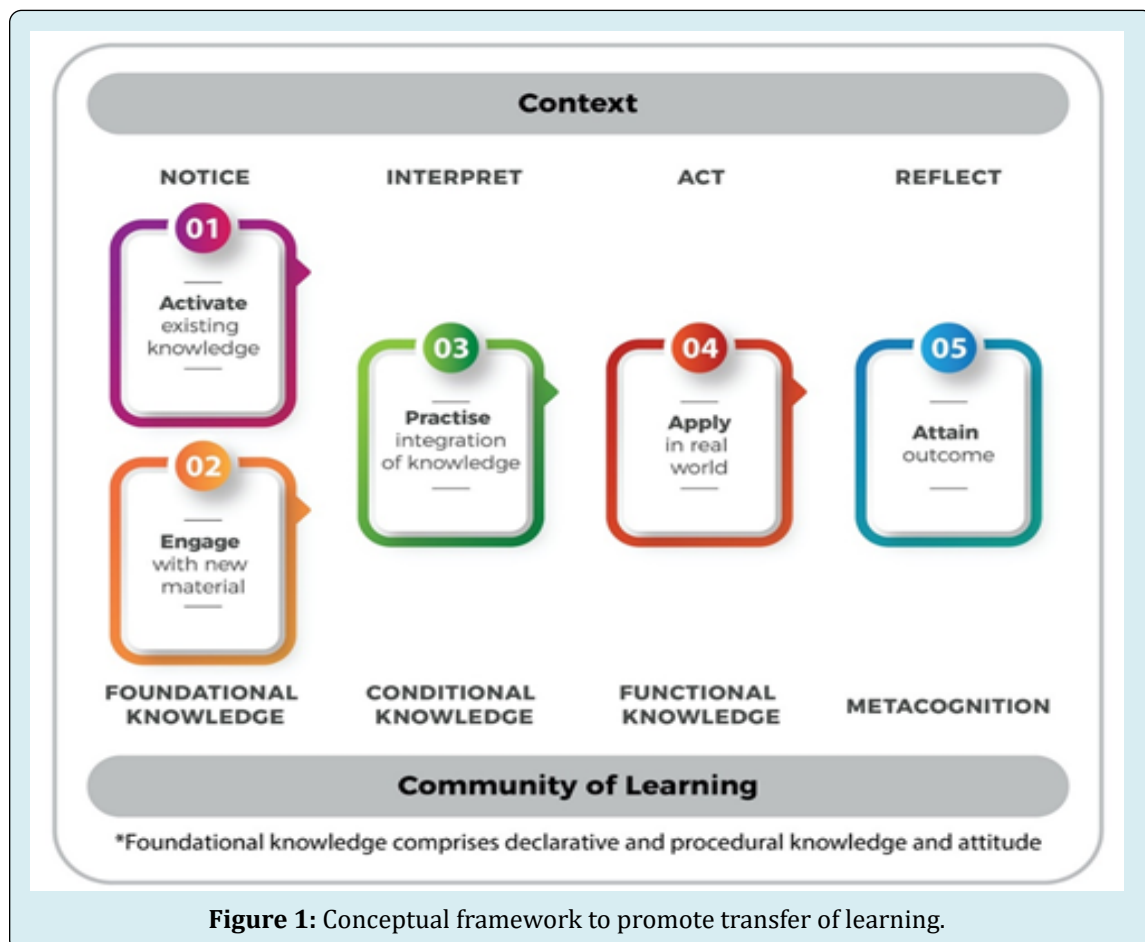 Context
NOTICE
INTERPRET
ACT
REFLECT
01
Activate
existing
knowledge
02
Engage
with new
material
03
Practise
integration
of knowledge
04
Apply
in real
world
05
Attain
outcome
FOUNDATIONAL
KNOWLEDGE
CONDITIONAL
KNOWLEDGE
FUNCTIONAL
KNOWLEDGE
METACOGNITION
Community of Learning
*Foundational knowledge comprises declarative and procedural knowledge and attitude
Figure 1: Conceptual framework to promote transfer of learning.